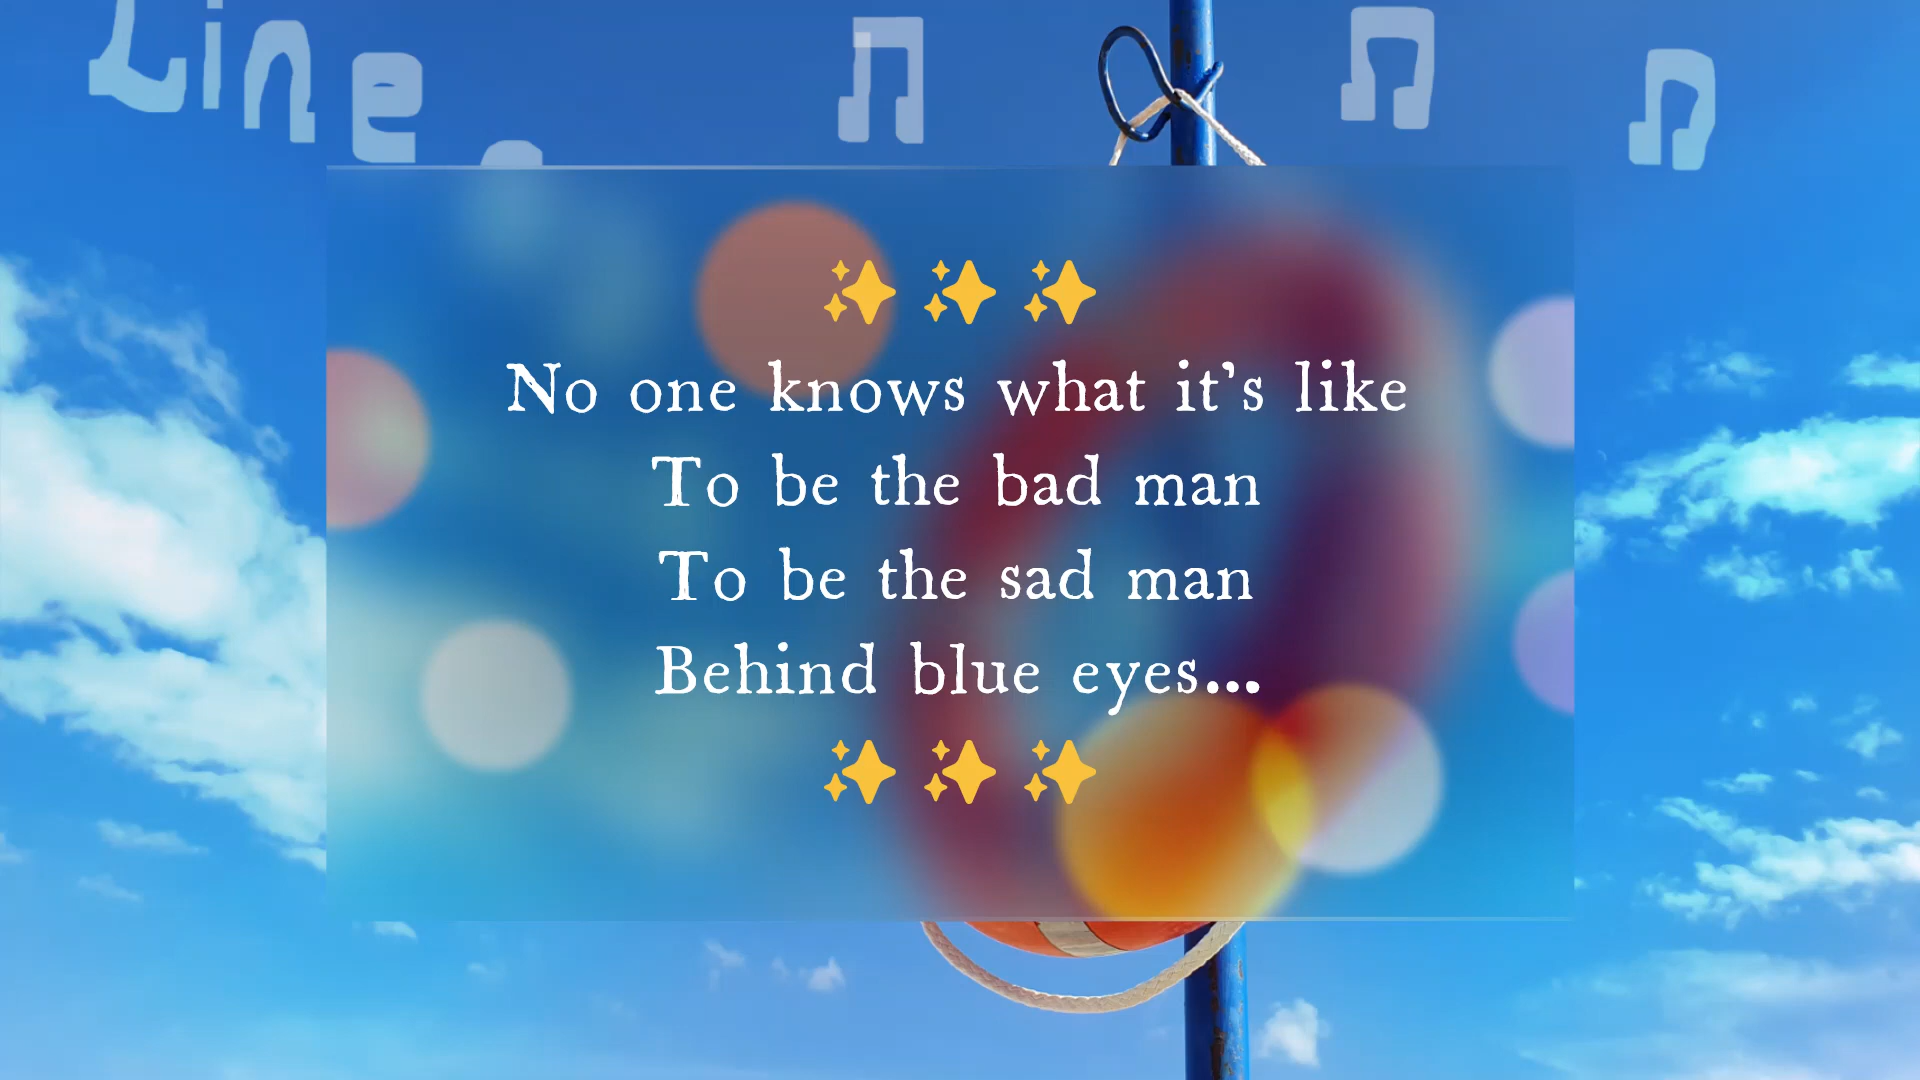 Line
✨ ✨ ✨
No one knows what it's like
To be the bad man
To be the sad man
Behind blue eyes...
✨ ✨ ✨